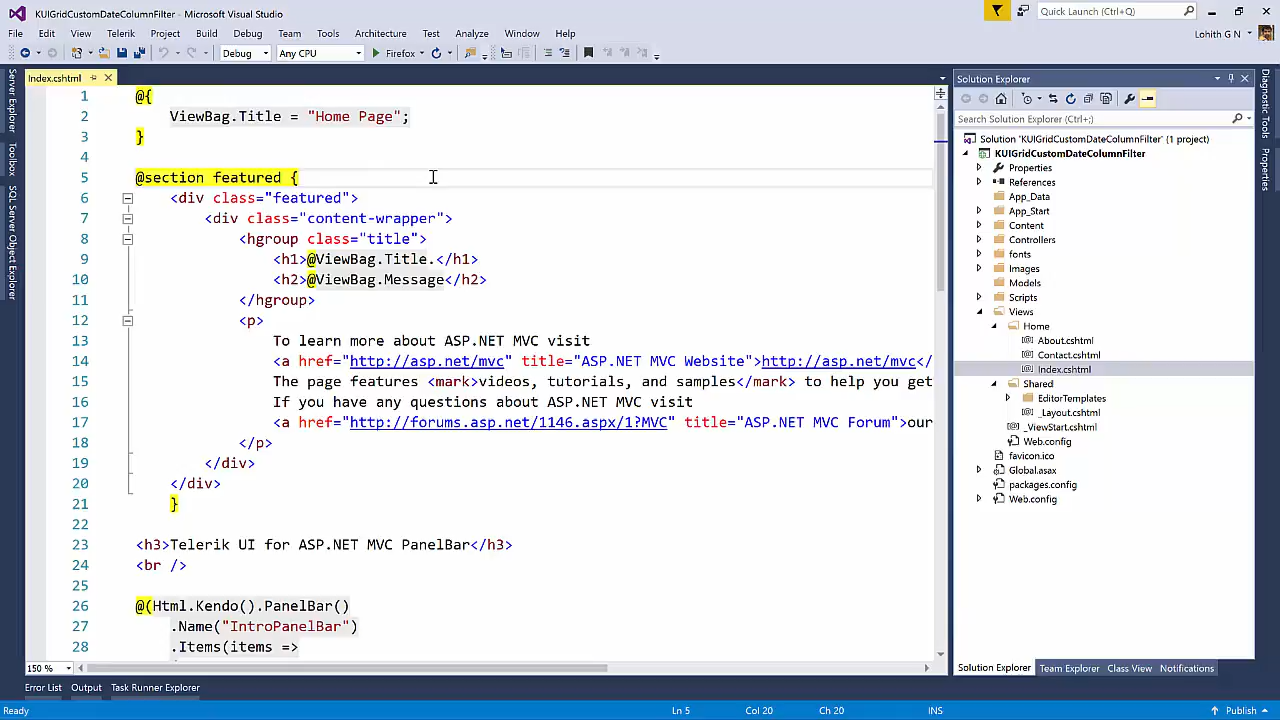 KUIGridCustomDateColumnFilter - Microsoft Visual Studio
Quick Launch (Ctrl+Q)
File Edit View Telerik Project Build Debug Team Tools Architecture Test Analyze Window Help
Lohith G N
Debug Any CPU Firefox
Index.cshtml
Server Explorer
Toolbox
SQL Server Object Explorer
1 @{
2 ViewBag.Title = "Home Page";
3 }
4
5 @section featured {
6 <div class="featured">
7 <div class="content-wrapper">
8 <hgroup class="title">
9 <h1>@ViewBag.Title.</h1>
10 <h2>@ViewBag.Message</h2>
11 </hgroup>
12 <p>
13 To learn more about ASP.NET MVC visit
14 <a href="http://asp.net/mvc" title="ASP.NET MVC Website">http://asp.net/mvc</
15 The page features <mark>videos, tutorials, and samples</mark> to help you get
16 If you have any questions about ASP.NET MVC visit
17 <a href="http://forums.asp.net/1146.aspx/1?MVC" title="ASP.NET MVC Forum">our
18 </p>
19 </div>
20 </div>
21 }
22
23 <h3>Telerik UI for ASP.NET MVC PanelBar</h3>
24 <br />
25
26 @(Html.Kendo().PanelBar()
27 .Name("IntroPanelBar")
28 .Items(items =>
150 %
Solution Explorer
Search Solution Explorer (Ctrl+;)
Solution "KUIGridCustomDateColumnFilter" (1 project)
KUIGridCustomDateColumnFilter
Properties
References
App_Data
App_Start
Content
Controllers
fonts
Images
Models
Scripts
Views
Home
About.cshtml
Contact.cshtml
Index.cshtml
Shared
EditorTemplates
_Layout.cshtml
_ViewStart.cshtml
Web.config
favicon.ico
Global.asax
packages.config
Web.config
Solution Explorer Team Explorer Class View Notifications
Diagnostic Tools
Properties
Error List Output Task Runner Explorer
Ready Ln 5 Col 20 Ch 20 INS Publish